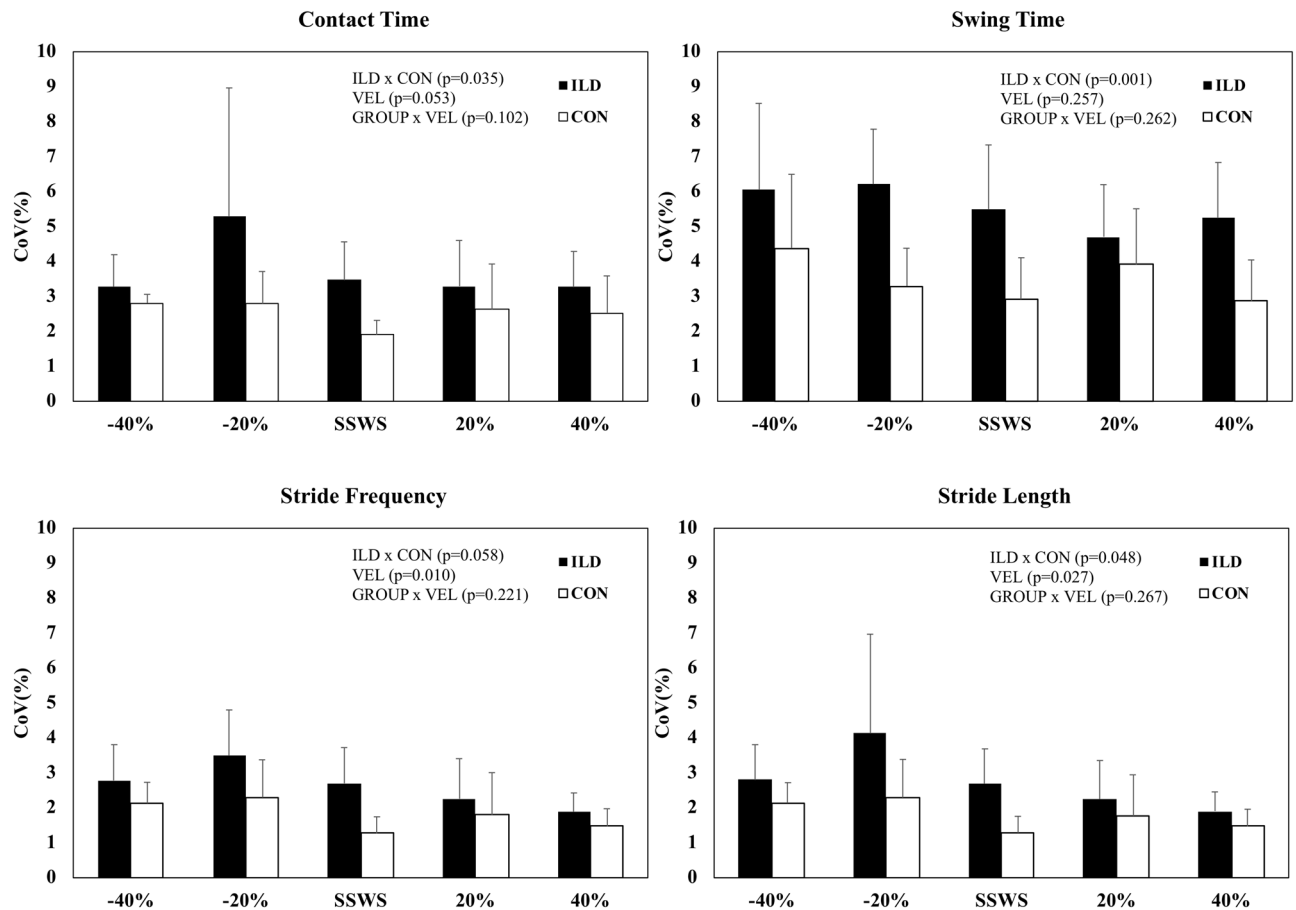 Contact Time
10
9
8
7
6
5
4
3
2
1
0
CoV(%)
ILD x CON (p=0.035)
VEL (p=0.053)
GROUP x VEL (p=0.102)
ILD
CON
-40% -20% SSWS 20% 40%
Swing Time
10
9
8
7
6
5
4
3
2
1
0
CoV(%)
ILD x CON (p=0.001)
VEL (p=0.257)
GROUP x VEL (p=0.262)
ILD
CON
-40% -20% SSWS 20% 40%
Stride Frequency
10
9
8
7
6
5
4
3
2
1
0
CoV(%)
ILD x CON (p=0.058)
VEL (p=0.010)
GROUP x VEL (p=0.221)
ILD
CON
-40% -20% SSWS 20% 40%
Stride Length
10
9
8
7
6
5
4
3
2
1
0
CoV(%)
ILD x CON (p=0.048)
VEL (p=0.027)
GROUP x VEL (p=0.267)
ILD
CON
-40% -20% SSWS 20% 40%